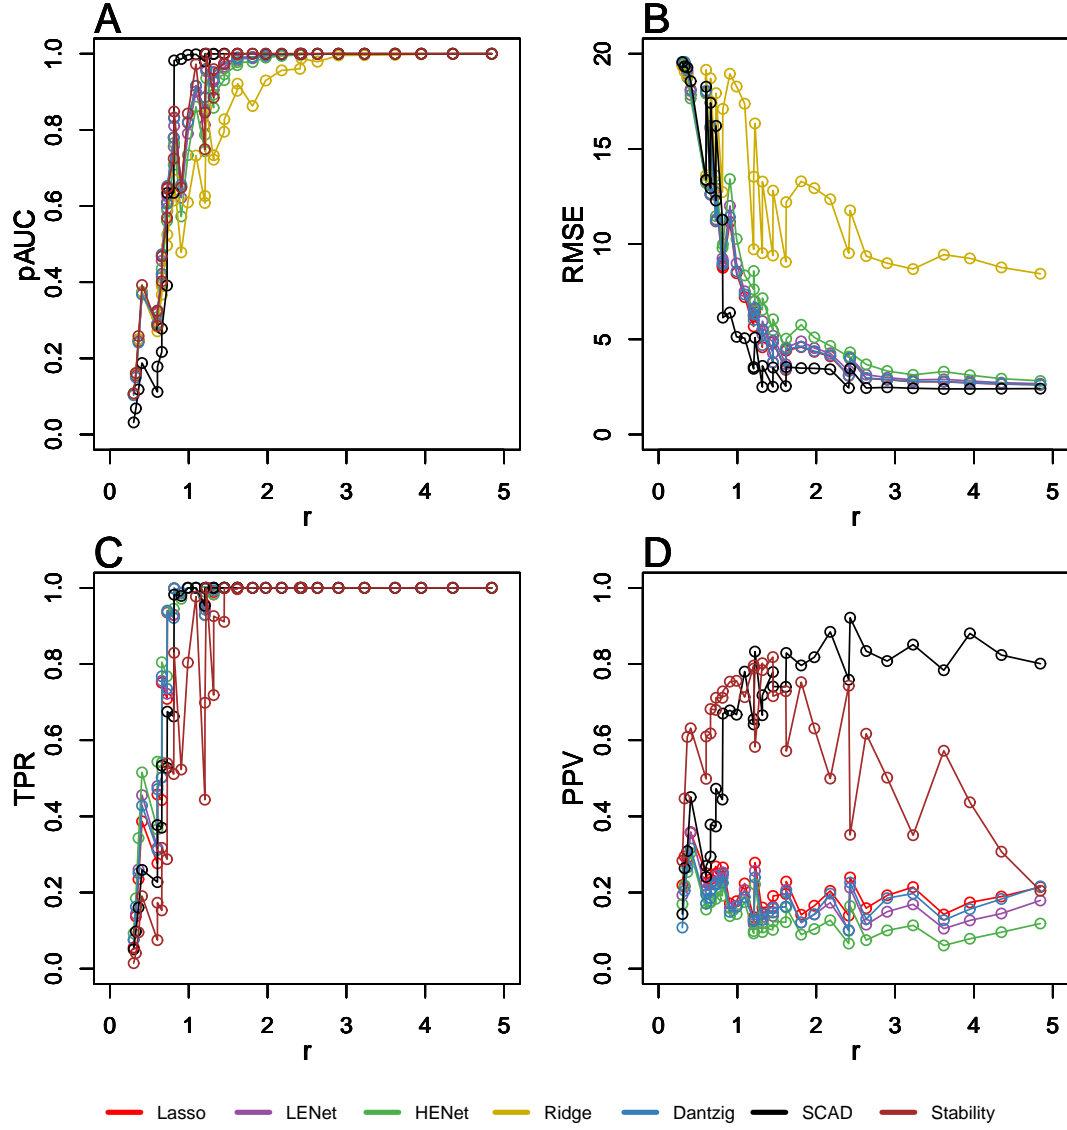 A
pAUC
0.0 0.2 0.4 0.6 0.8 1.0
0 1 2 3 4 5
r
B
RMSE
0 5 10 15 20
0 1 2 3 4 5
r
C
TPR
0.0 0.2 0.4 0.6 0.8 1.0
0 1 2 3 4 5
r
D
PPV
0.0 0.2 0.4 0.6 0.8 1.0
0 1 2 3 4 5
r
Lasso LENet HENet Ridge Dantzig SCAD Stability